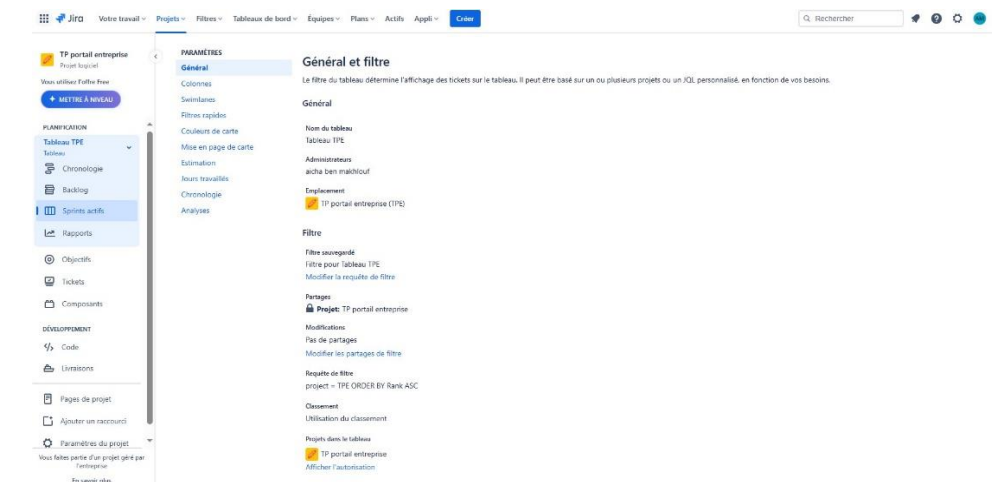 Jira Votre travail Projets Filtres Tableaux de bord Équipes Plans Actifs Appli Créer Rechercher
TP portail entreprise
Projet logiciel
Vous utilisez l'offre Free
METTRE À NIVEAU
PLANIFICATION
Tableau TPE
Tableau
Chronologie
Backlog
Sprints actifs
Rapports
Objectifs
Tickets
Composants
DÉVELOPPEMENT
Code
Livraisons
Pages de projet
Ajouter un raccourci
Paramètres du projet
Vous faites partie d'un projet géré par
l'entreprise
En savoir plus
PARAMÈTRES
Général
Colonnes
Swimlanes
Filtres rapides
Couleurs de carte
Mise en page de carte
Estimation
Jours travaillés
Chronologie
Analyses
Général et filtre
Le filtre du tableau détermine l'affichage des tickets sur le tableau. Il peut être basé sur un ou plusieurs projets ou un JQL personnalisé, en fonction de vos besoins.
Général
Nom du tableau
Tableau TPE
Administrateurs
aicha ben makhlouf
Emplacement
TP portail entreprise (TPE)
Filtre
Filtre sauvegardé
Filtre pour Tableau TPE
Modifier la requête de filtre
Partages
Projet: TP portail entreprise
Modifications
Pas de partages
Modifier les partages de filtre
Requête de filtre
project = TPE ORDER BY Rank ASC
Classement
Utilisation du classement
Projets dans le tableau
TP portail entreprise
Afficher l'autorisation